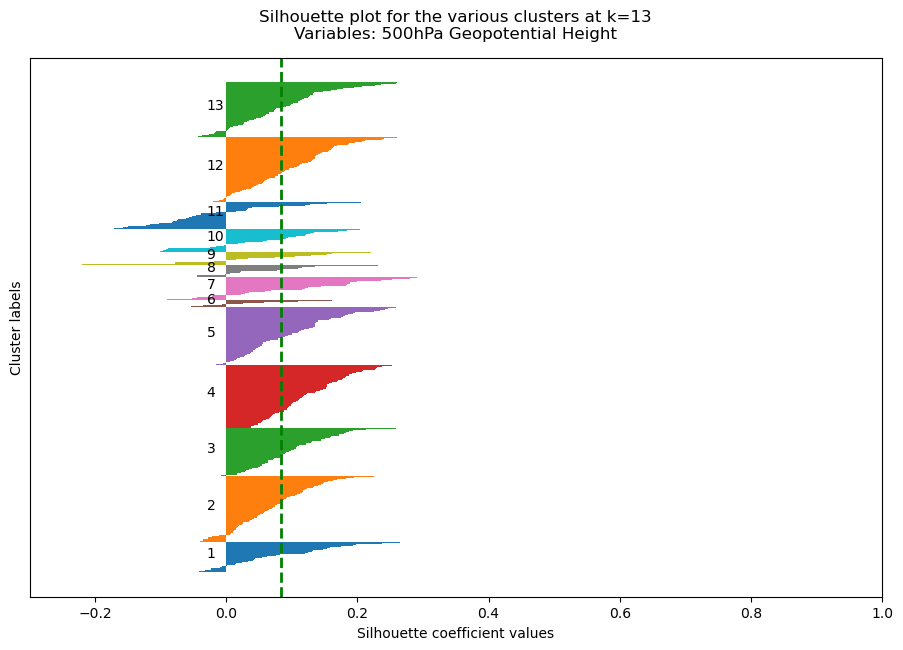 Silhouette plot for the various clusters at k=13
Variables: 500hPa Geopotential Height
Cluster labels
13
12
11
10
9
8
7
6
5
4
3
2
1
−0.2 0.0 0.2 0.4 0.6 0.8 1.0
Silhouette coefficient values